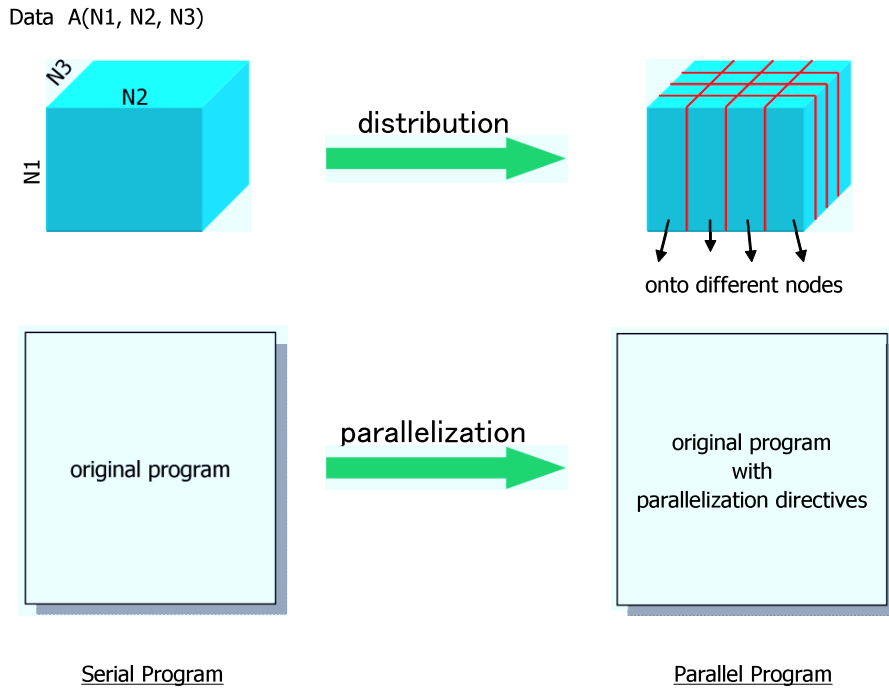 Data A(N1, N2, N3)
N3
N2
N1
distribution
onto different nodes
original program
parallelization
original program
with
parallelization directives
Serial Program
Parallel Program